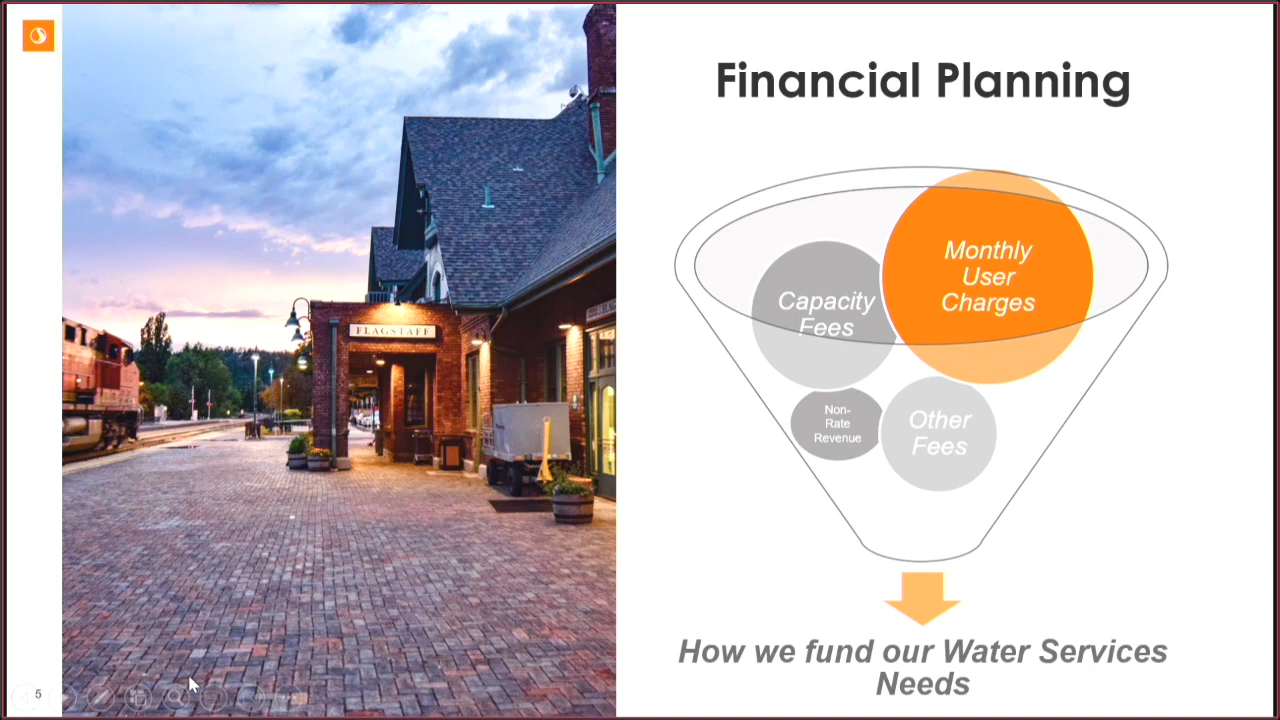 Financial Planning
Monthly
User
Charges
Capacity
Fees
Non-
Rate
Revenue
Other
Fees
How we fund our Water Services
Needs
FLAGSTAFF
5